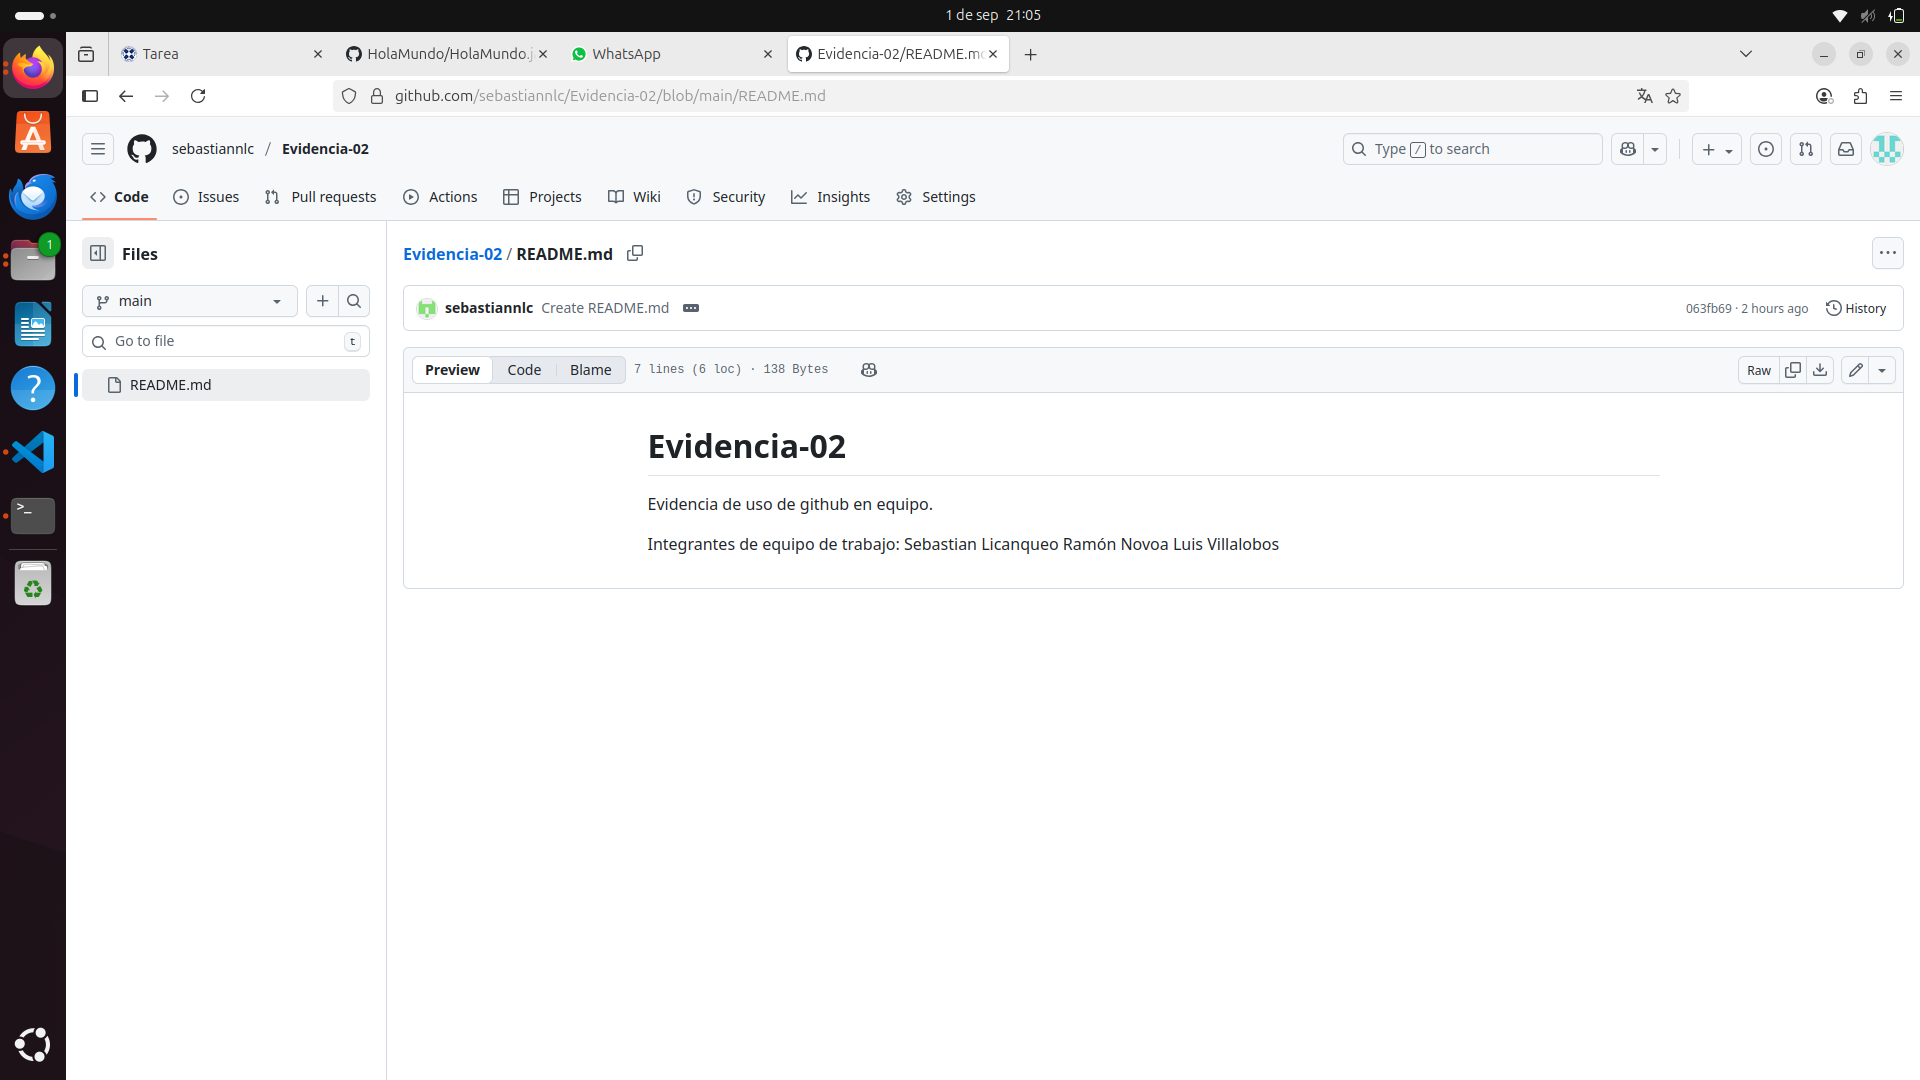 1 de sep 21:05
Tarea
HolaMundo/HolaMundo.j
WhatsApp
Evidencia-02/README.md
github.com/sebastiannlc/Evidencia-02/blob/main/README.md
sebastiannlc / Evidencia-02
Type / to search
Code
Issues
Pull requests
Actions
Projects
Wiki
Security
Insights
Settings
Files
main
Go to file
t
README.md
Evidencia-02 / README.md
sebastiannlc Create README.md
063fb69 · 2 hours ago
History
Preview
Code
Blame
7 lines (6 loc) · 138 Bytes
Raw
Evidencia-02
Evidencia de uso de github en equipo.
Integrantes de equipo de trabajo: Sebastian Licanqueo Ramón Novoa Luis Villalobos
1
>_
?